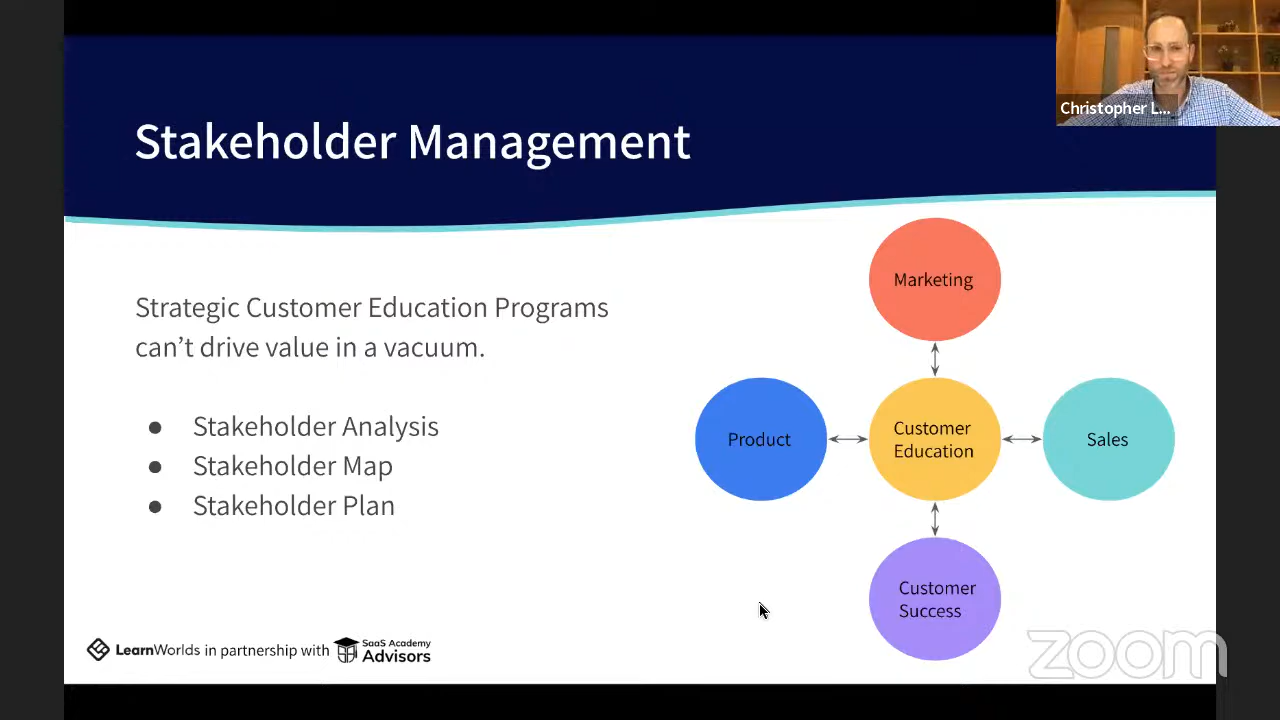 Christopher L...
Stakeholder Management
Strategic Customer Education Programs
can't drive value in a vacuum.
● Stakeholder Analysis
● Stakeholder Map
● Stakeholder Plan
Marketing
Product
Customer
Education
Sales
Customer
Success
LearnWorlds in partnership with
SaaS Academy
Advisors
zoom